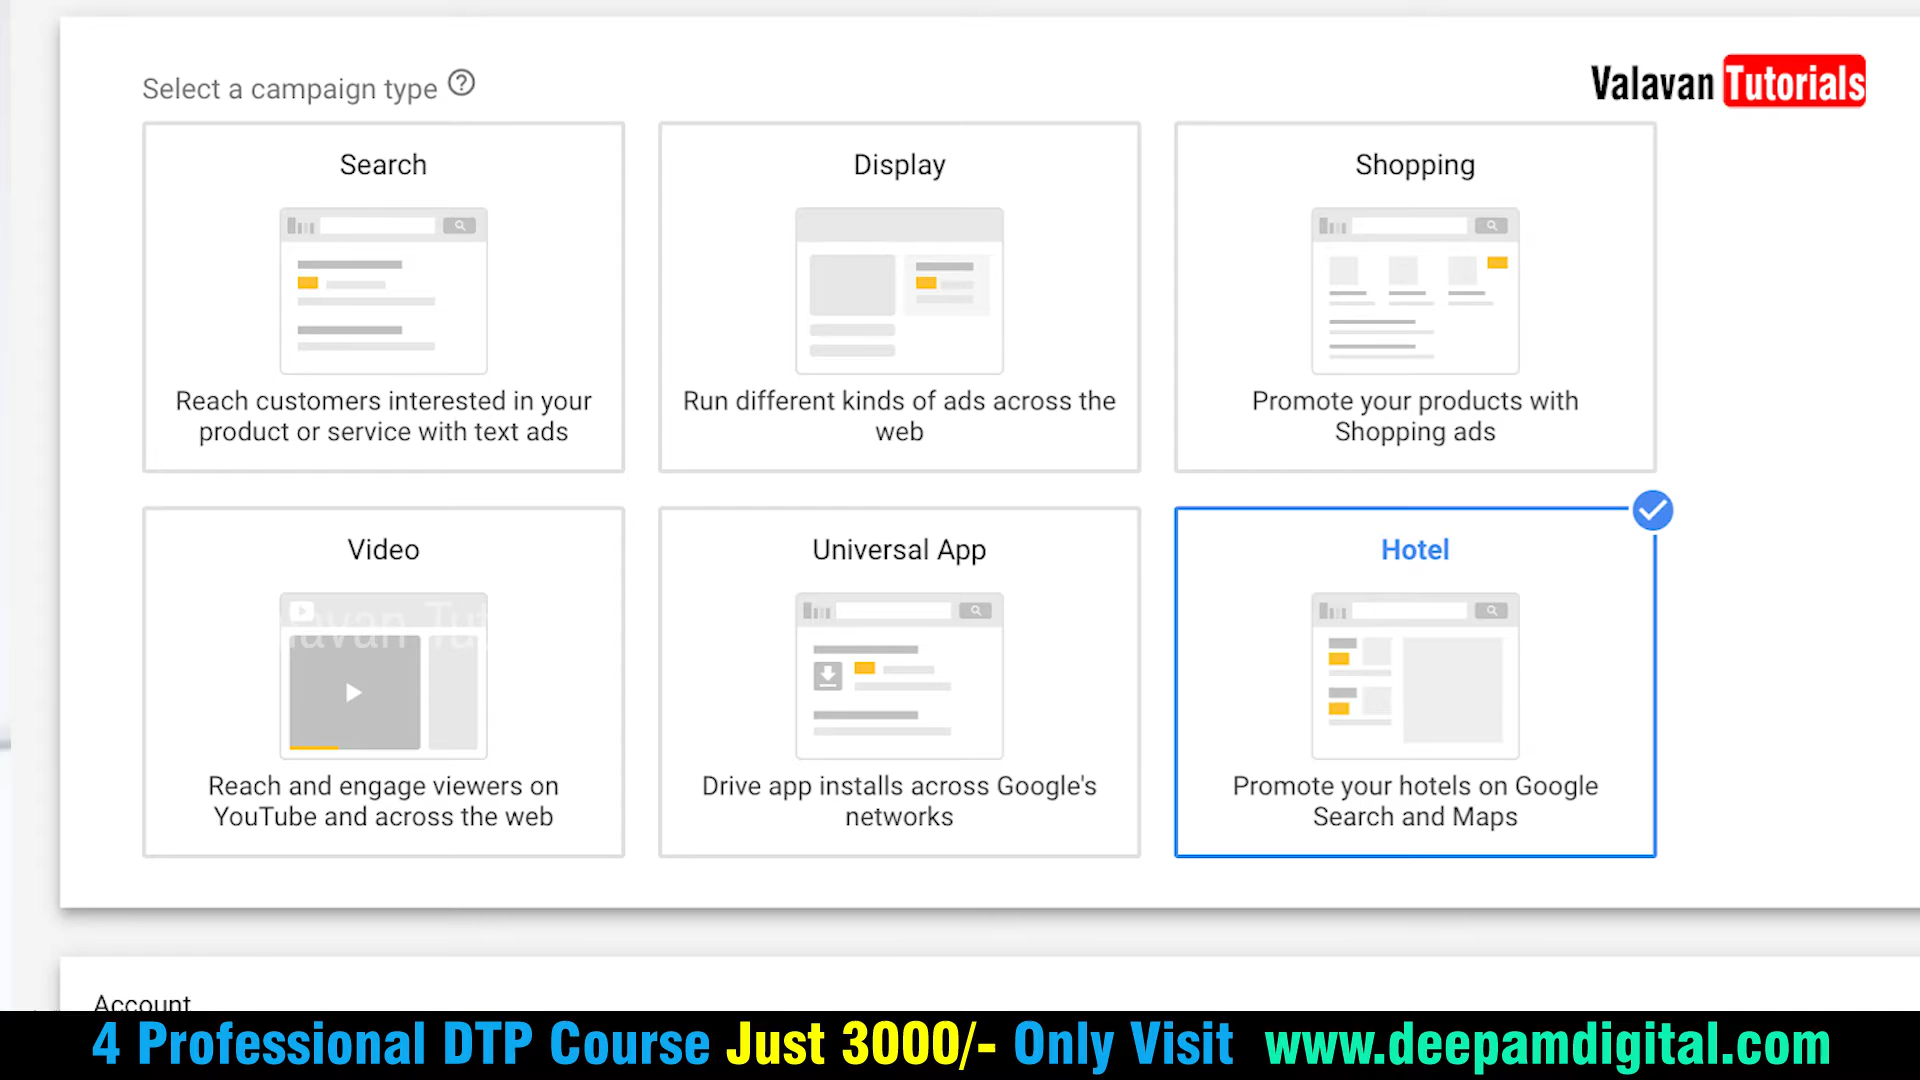 Select a campaign type
Valavan Tutorials
Search
Reach customers interested in your
product or service with text ads
Display
Run different kinds of ads across the
web
Shopping
Promote your products with
Shopping ads
Video
Reach and engage viewers on
YouTube and across the web
Universal App
Drive app installs across Google's
networks
Hotel
Promote your hotels on Google
Search and Maps
Account
4 Professional DTP Course Just 3000/- Only Visit www.deepamdigital.com